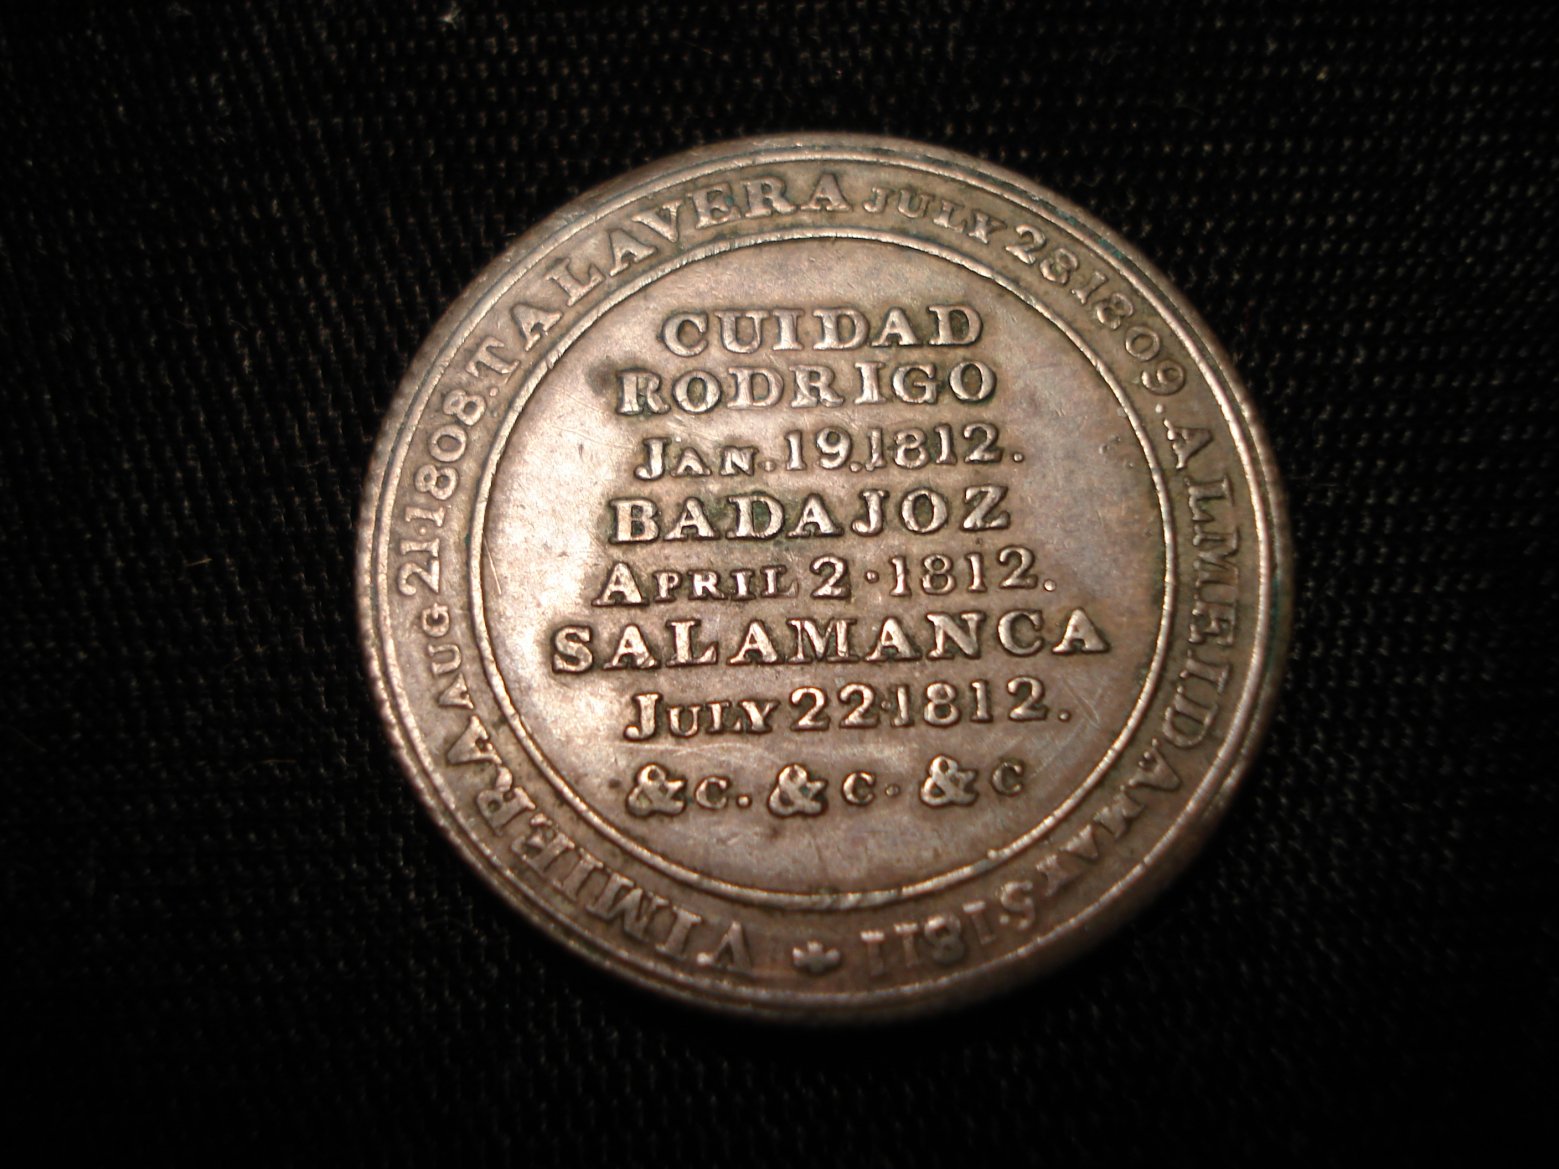 VIMIERA AUG 21·1808·TALAVERA JULY 28·1809·ALMEJDA MAY·5·1811
CUIDAD
RODRIGO
JAN.19.1812.
BADAJOZ
APRIL 2·1812.
SALAMANCA
JULY 22·1812.
&C. &C. &C